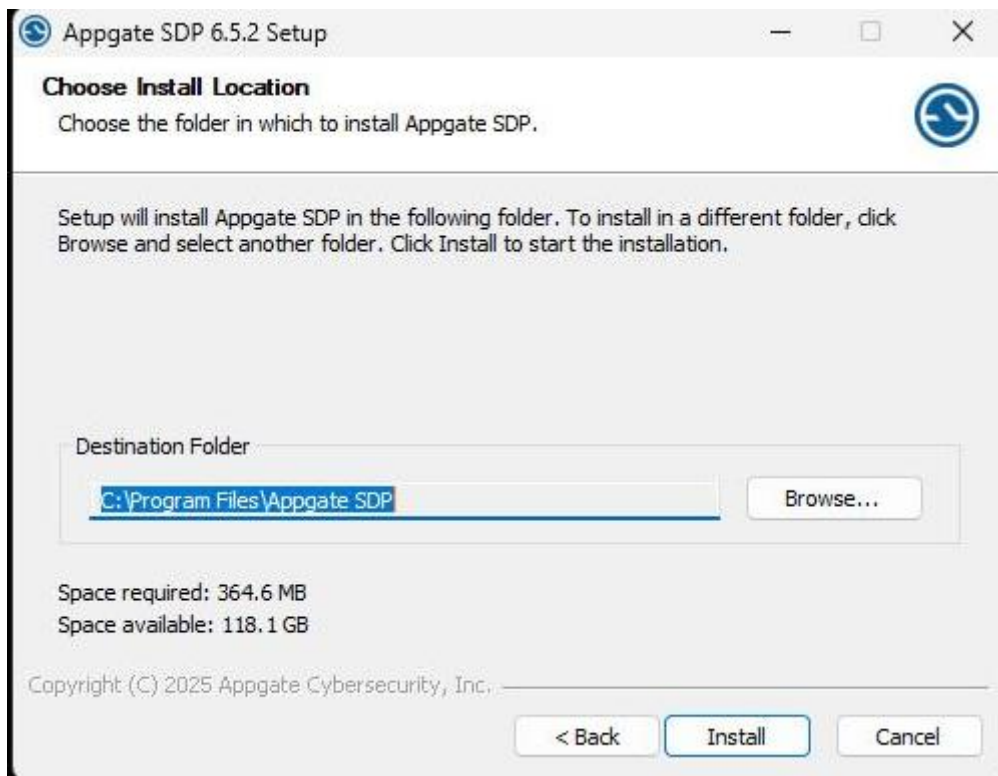 Appgate SDP 6.5.2 Setup
Choose Install Location
Choose the folder in which to install Appgate SDP.
Setup will install Appgate SDP in the following folder. To install in a different folder, click
Browse and select another folder. Click Install to start the installation.
Destination Folder
C:\Program Files\Appgate SDP
Browse...
Space required: 364.6 MB
Space available: 118.1 GB
Copyright (C) 2025 Appgate Cybersecurity, Inc.
< Back Install Cancel